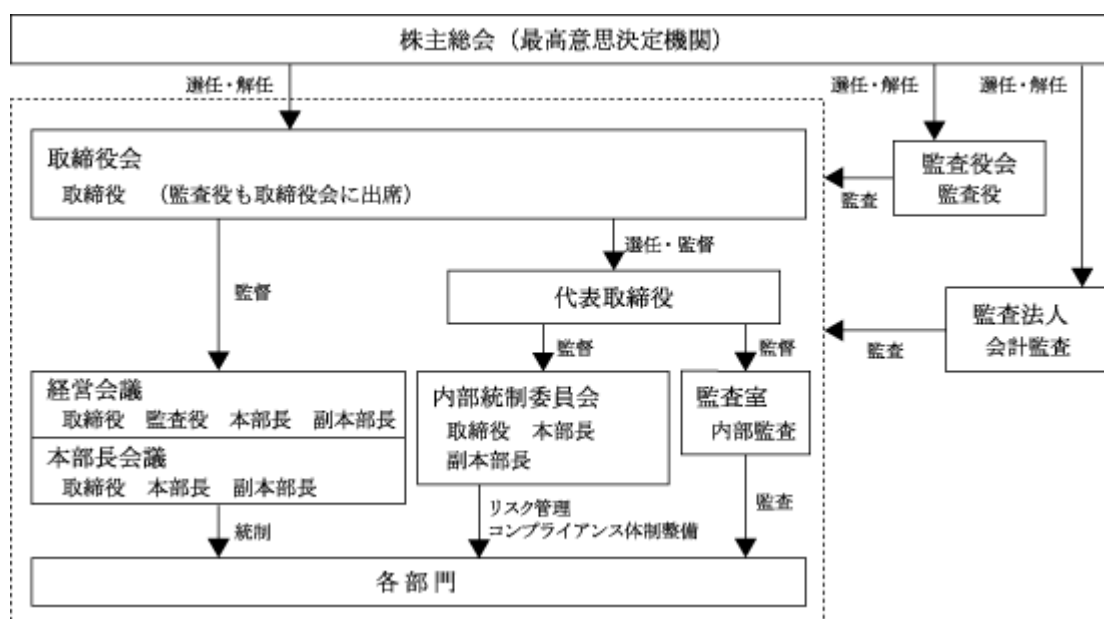 株主総会（最高意思決定機関）
選任・解任
選任・解任
選任・解任
取締役会
取締役　（監査役も取締役会に出席）
監査役会
監査役
監査
選任・監督
監督
代表取締役
監査法人
会計監査
監査
監督
監督
経営会議
取締役　監査役　本部長　副本部長
本部長会議
取締役　本部長　副本部長
内部統制委員会
取締役　本部長
副本部長
監査室
内部監査
統制
リスク管理
コンプライアンス体制整備
監査
各部門